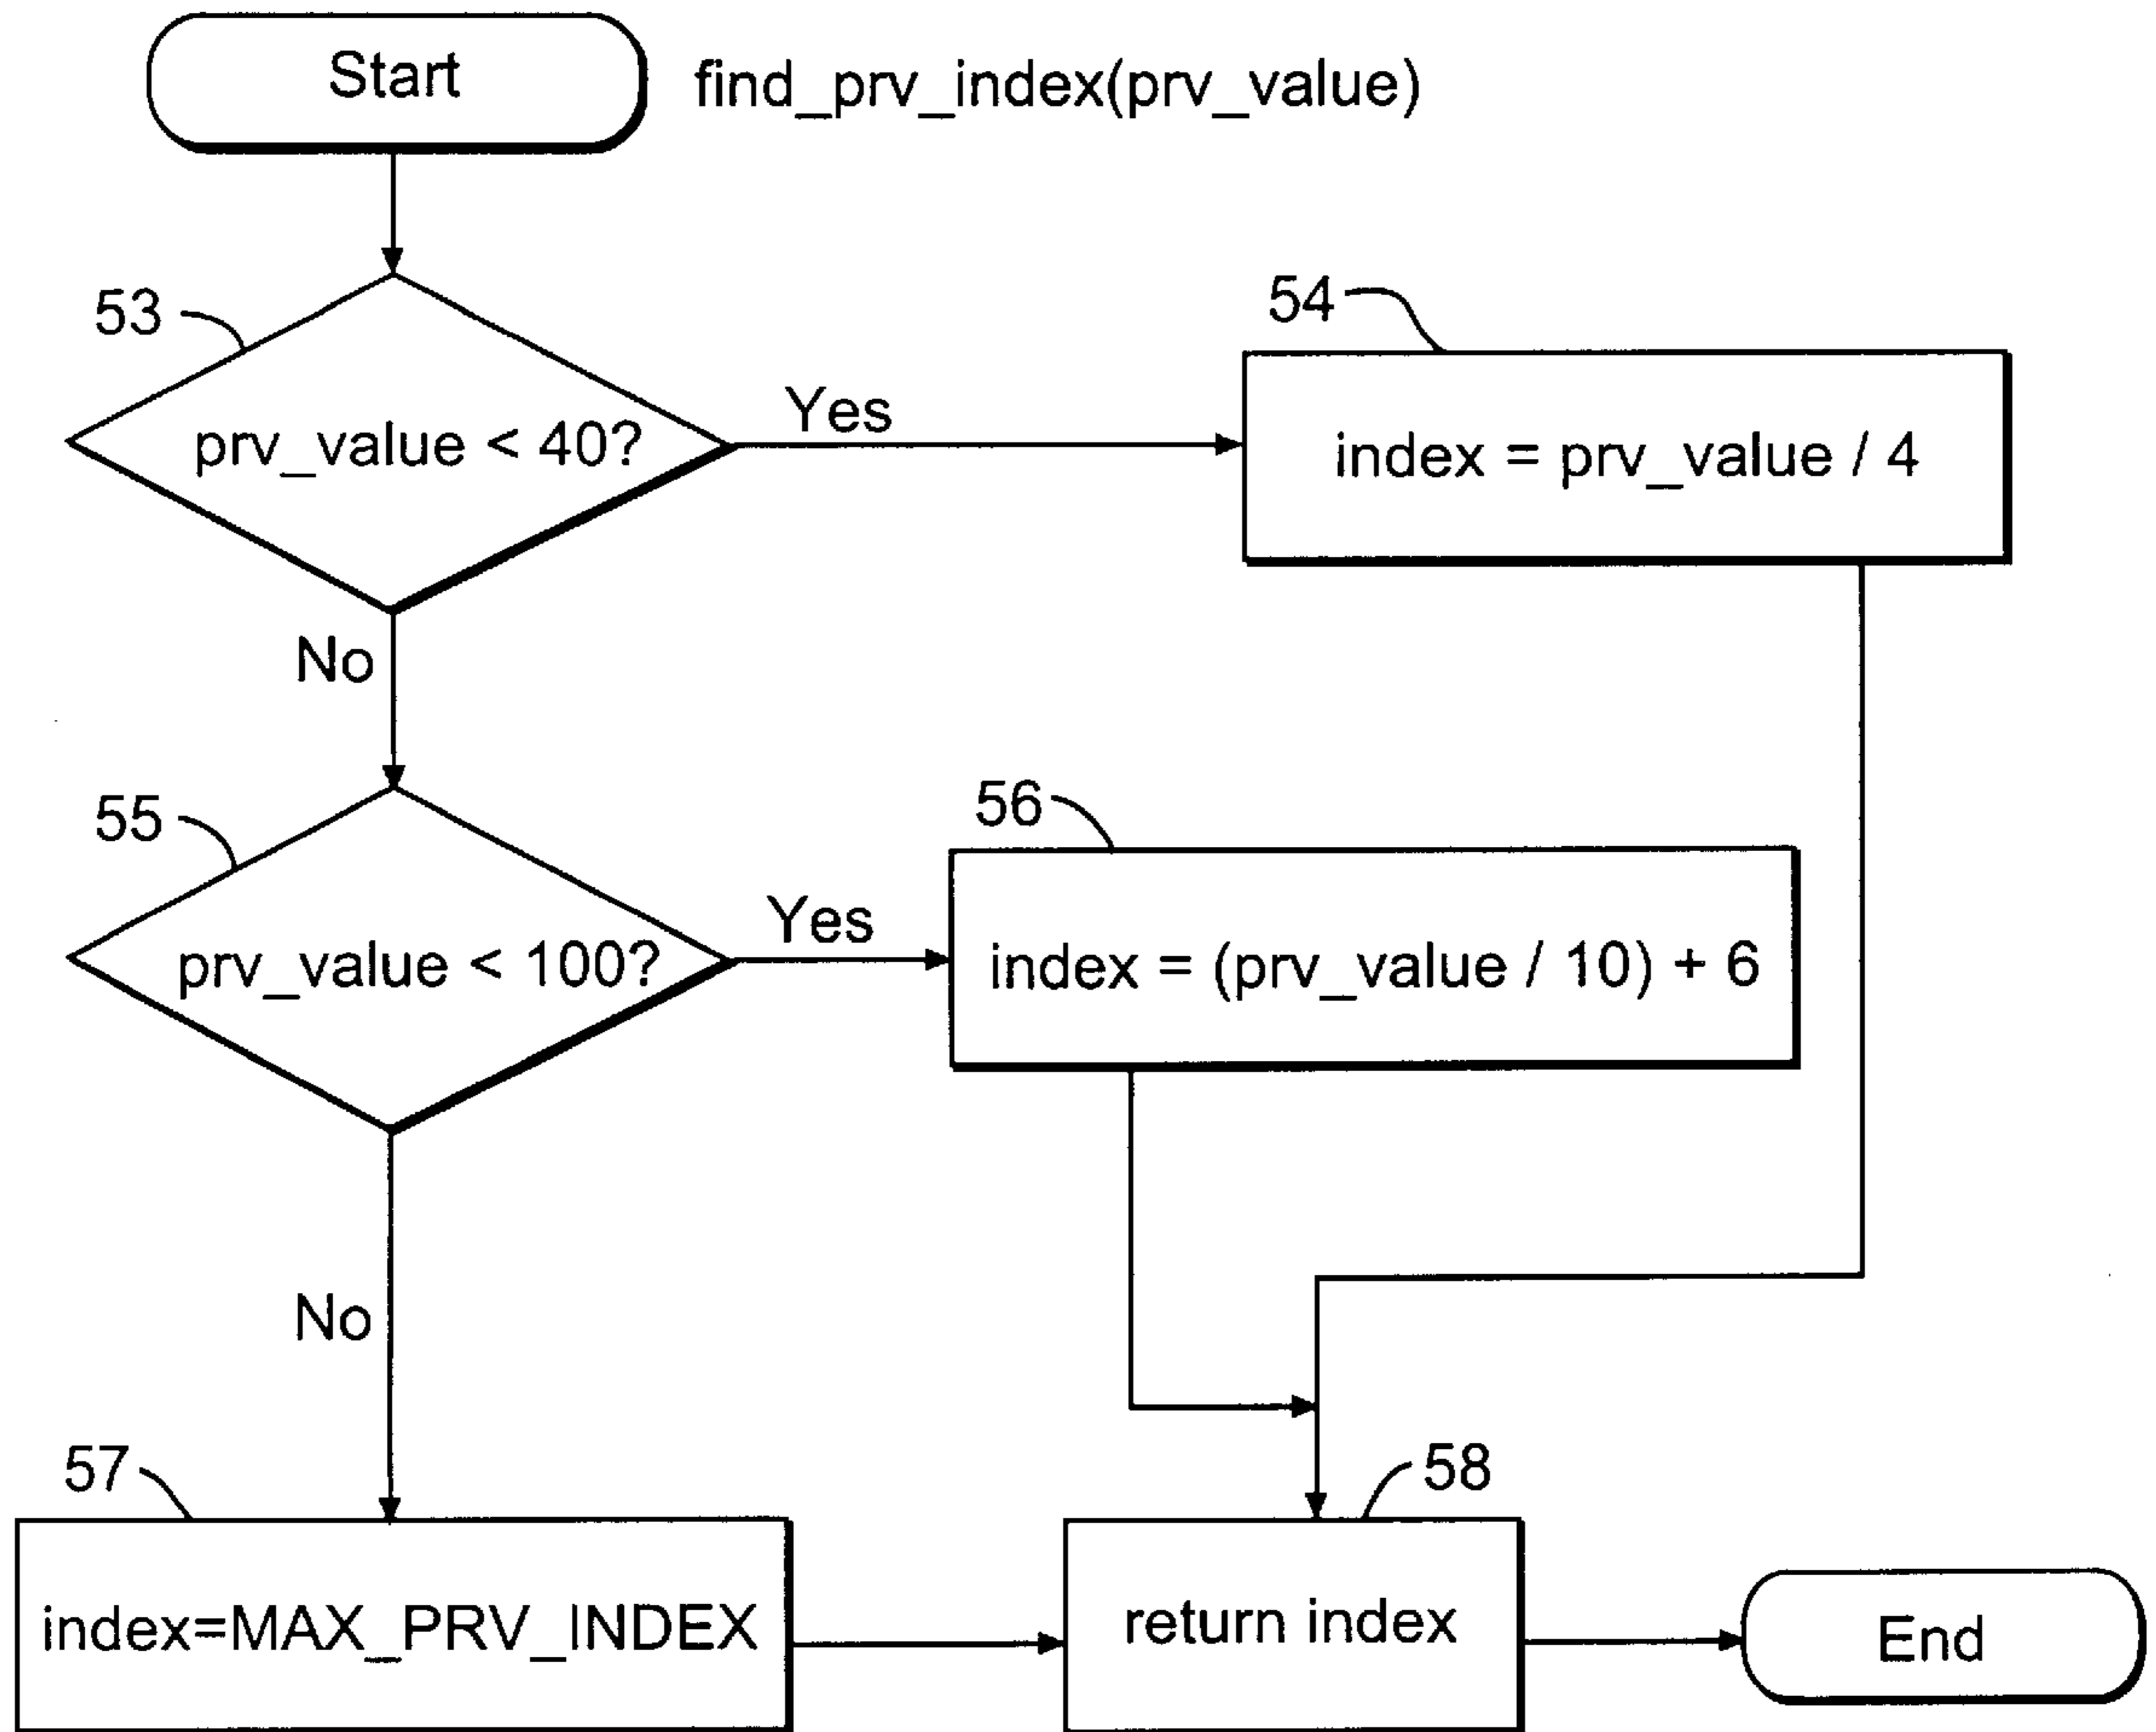 Start
find_prv_index(prv_value)
53
prv_value < 40?
Yes
54
index = prv_value / 4
No
55
prv_value < 100?
Yes
56
index = (prv_value / 10) + 6
No
57
index=MAX_PRV_INDEX
58
return index
End